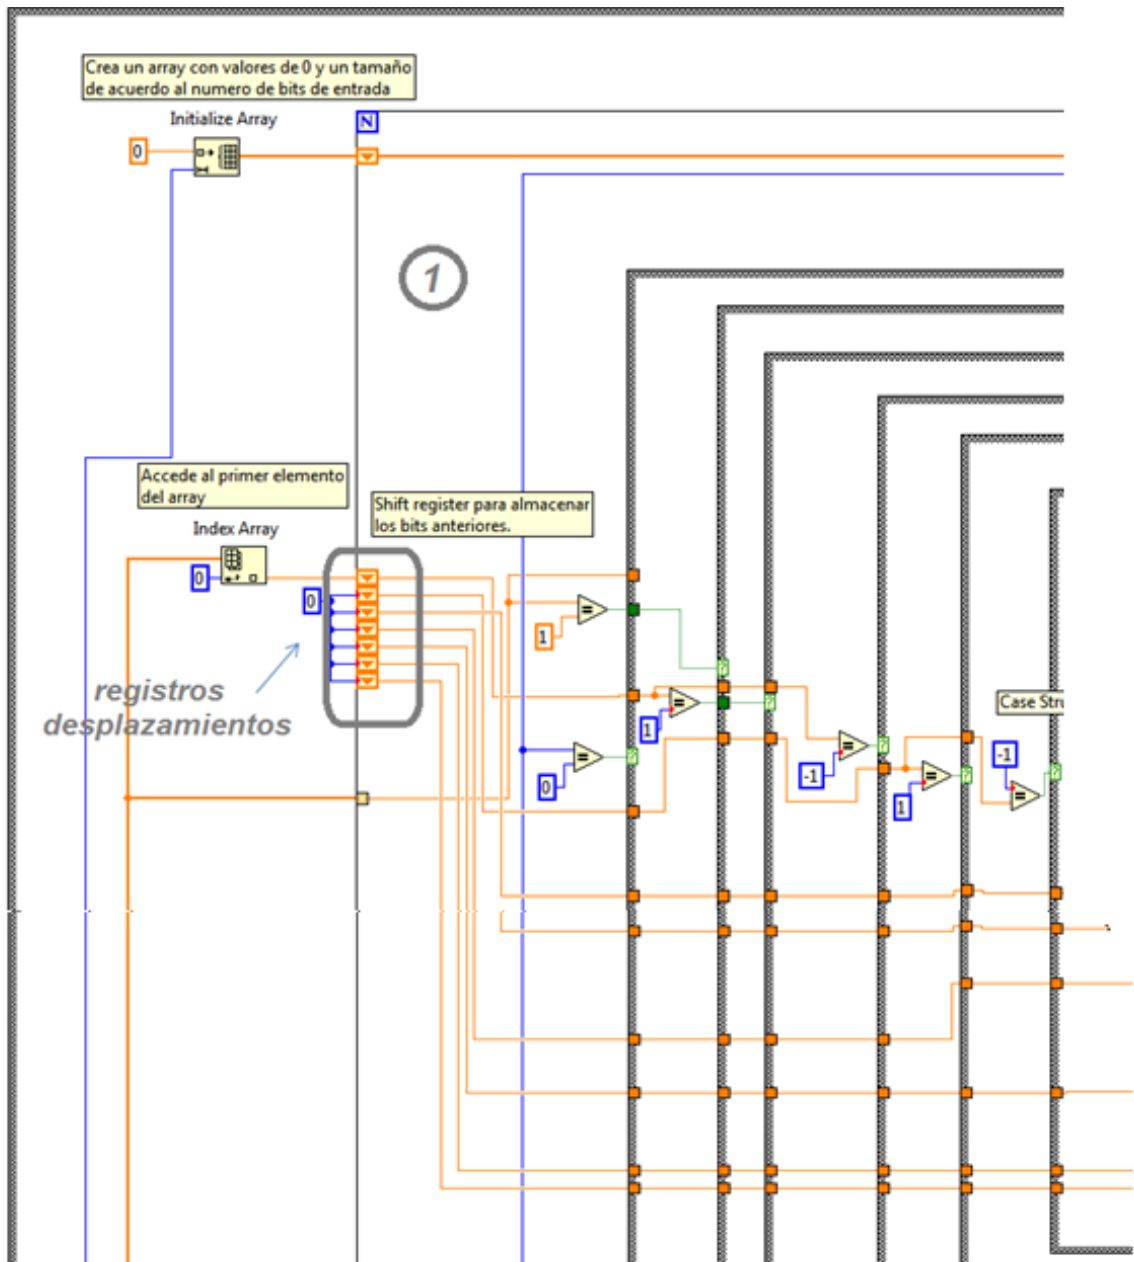 Crea un array con valores de 0 y un tamaño
de acuerdo al numero de bits de entrada
Initialize Array
N
0
1
Accede al primer elemento
del array
Shift register para almacenar
los bits anteriores.
Index Array
0
0
registros
desplazamientos
=
1
=
1
=
0
=
-1
=
1
Case Stru
-1
=